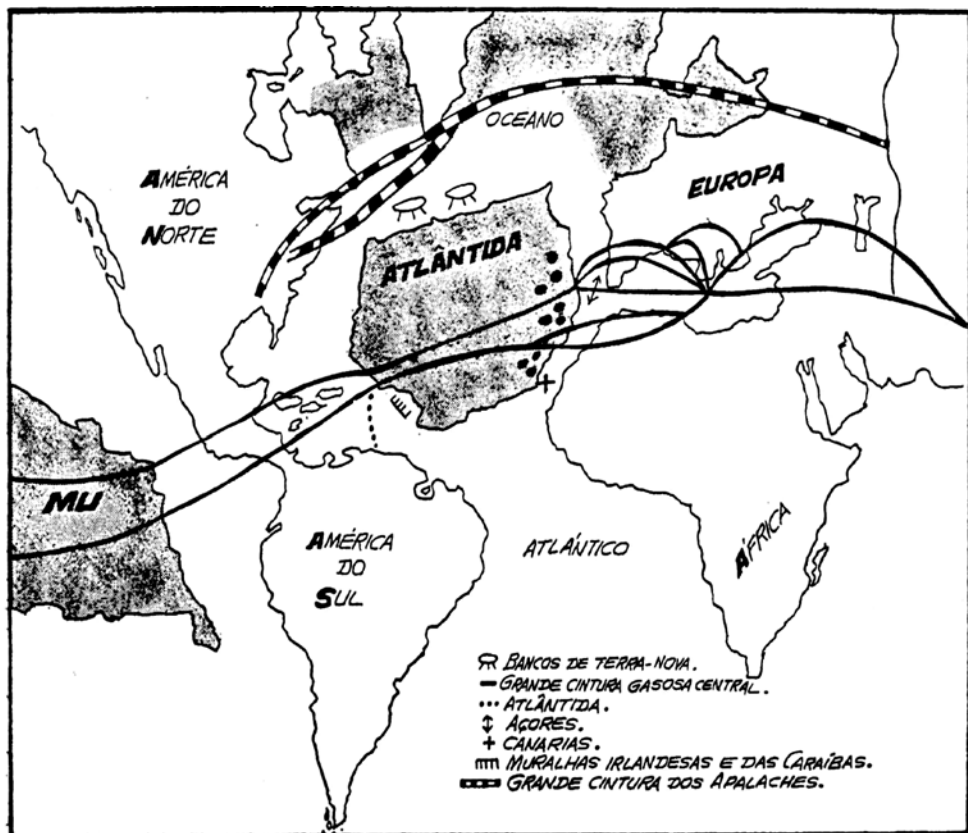 OCEANO
AMÉRICA
DO
NORTE
EUROPA
ATLÂNTIDA
MU
AMÉRICA
DO
SUL
ATLÁNTICO
ÁFRICA
BANCOS DE TERRA-NOVA.
GRANDE CINTURA GASOSA CENTRAL.
ATLÂNTIDA.
AÇORES.
CANARIAS.
MURALHAS IRLANDESAS E DAS CARAÍBAS.
GRANDE CINTURA DOS APALACHES.